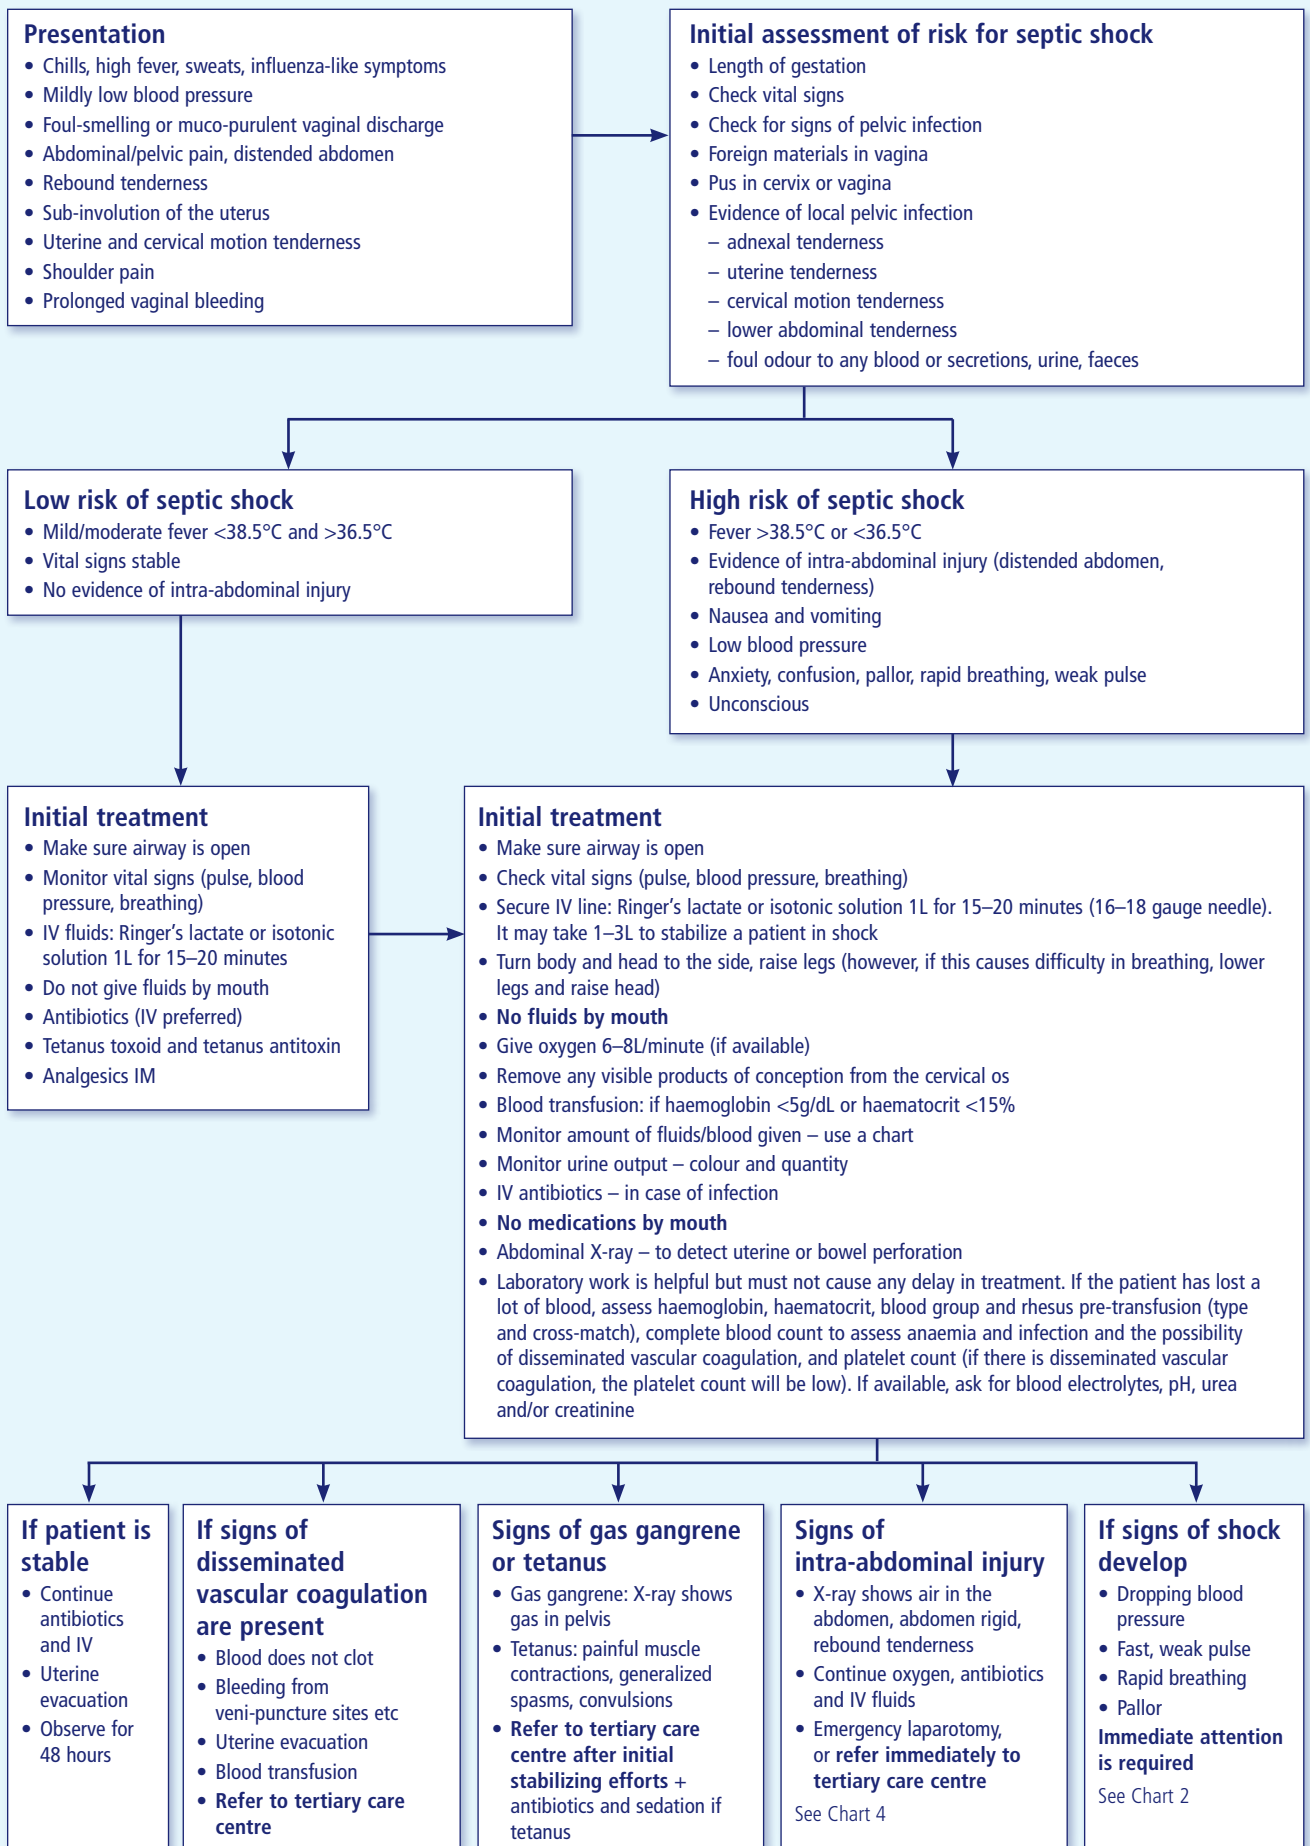 Presentation
• Chills, high fever, sweats, influenza-like symptoms
• Mildly low blood pressure
• Foul-smelling or muco-purulent vaginal discharge
• Abdominal/pelvic pain, distended abdomen
• Rebound tenderness
• Sub-involution of the uterus
• Uterine and cervical motion tenderness
• Shoulder pain
• Prolonged vaginal bleeding
Initial assessment of risk for septic shock
• Length of gestation
• Check vital signs
• Check for signs of pelvic infection
• Foreign materials in vagina
• Pus in cervix or vagina
• Evidence of local pelvic infection
– adnexal tenderness
– uterine tenderness
– cervical motion tenderness
– lower abdominal tenderness
– foul odour to any blood or secretions, urine, faeces
Low risk of septic shock
• Mild/moderate fever <38.5°C and >36.5°C
• Vital signs stable
• No evidence of intra-abdominal injury
High risk of septic shock
• Fever >38.5°C or <36.5°C
• Evidence of intra-abdominal injury (distended abdomen,
rebound tenderness)
• Nausea and vomiting
• Low blood pressure
• Anxiety, confusion, pallor, rapid breathing, weak pulse
• Unconscious
Initial treatment
• Make sure airway is open
• Monitor vital signs (pulse, blood
pressure, breathing)
• IV fluids: Ringer's lactate or isotonic
solution 1L for 15–20 minutes
• Do not give fluids by mouth
• Antibiotics (IV preferred)
• Tetanus toxoid and tetanus antitoxin
• Analgesics IM
Initial treatment
• Make sure airway is open
• Check vital signs (pulse, blood pressure, breathing)
• Secure IV line: Ringer's lactate or isotonic solution 1L for 15–20 minutes (16–18 gauge needle).
It may take 1–3L to stabilize a patient in shock
• Turn body and head to the side, raise legs (however, if this causes difficulty in breathing, lower
legs and raise head)
• No fluids by mouth
• Give oxygen 6–8L/minute (if available)
• Remove any visible products of conception from the cervical os
• Blood transfusion: if haemoglobin <5g/dL or haematocrit <15%
• Monitor amount of fluids/blood given – use a chart
• Monitor urine output – colour and quantity
• IV antibiotics – in case of infection
• No medications by mouth
• Abdominal X-ray – to detect uterine or bowel perforation
• Laboratory work is helpful but must not cause any delay in treatment. If the patient has lost a
lot of blood, assess haemoglobin, haematocrit, blood group and rhesus pre-transfusion (type
and cross-match), complete blood count to assess anaemia and infection and the possibility
of disseminated vascular coagulation, and platelet count (if there is disseminated vascular
coagulation, the platelet count will be low). If available, ask for blood electrolytes, pH, urea
and/or creatinine
If patient is
stable
• Continue
antibiotics
and IV
• Uterine
evacuation
• Observe for
48 hours
If signs of
disseminated
vascular coagulation
are present
• Blood does not clot
• Bleeding from
veni-puncture sites etc
• Uterine evacuation
• Blood transfusion
• Refer to tertiary care
centre
Signs of gas gangrene
or tetanus
• Gas gangrene: X-ray shows
gas in pelvis
• Tetanus: painful muscle
contractions, generalized
spasms, convulsions
• Refer to tertiary care
centre after initial
stabilizing efforts +
antibiotics and sedation if
tetanus
Signs of
intra-abdominal injury
• X-ray shows air in the
abdomen, abdomen rigid,
rebound tenderness
• Continue oxygen, antibiotics
and IV fluids
• Emergency laparotomy,
or refer immediately to
tertiary care centre
See Chart 4
If signs of shock
develop
• Dropping blood
pressure
• Fast, weak pulse
• Rapid breathing
• Pallor
Immediate attention
is required
See Chart 2